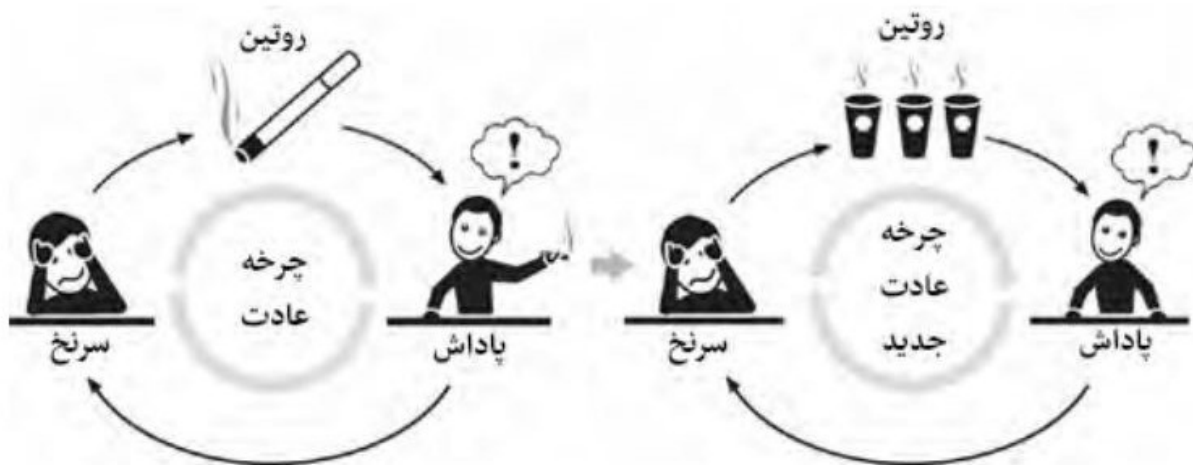 روتین
!
چرخه
عادت
سرنخ
پاداش
روتین
!
چرخه
عادت
جدید
سرنخ
پاداش